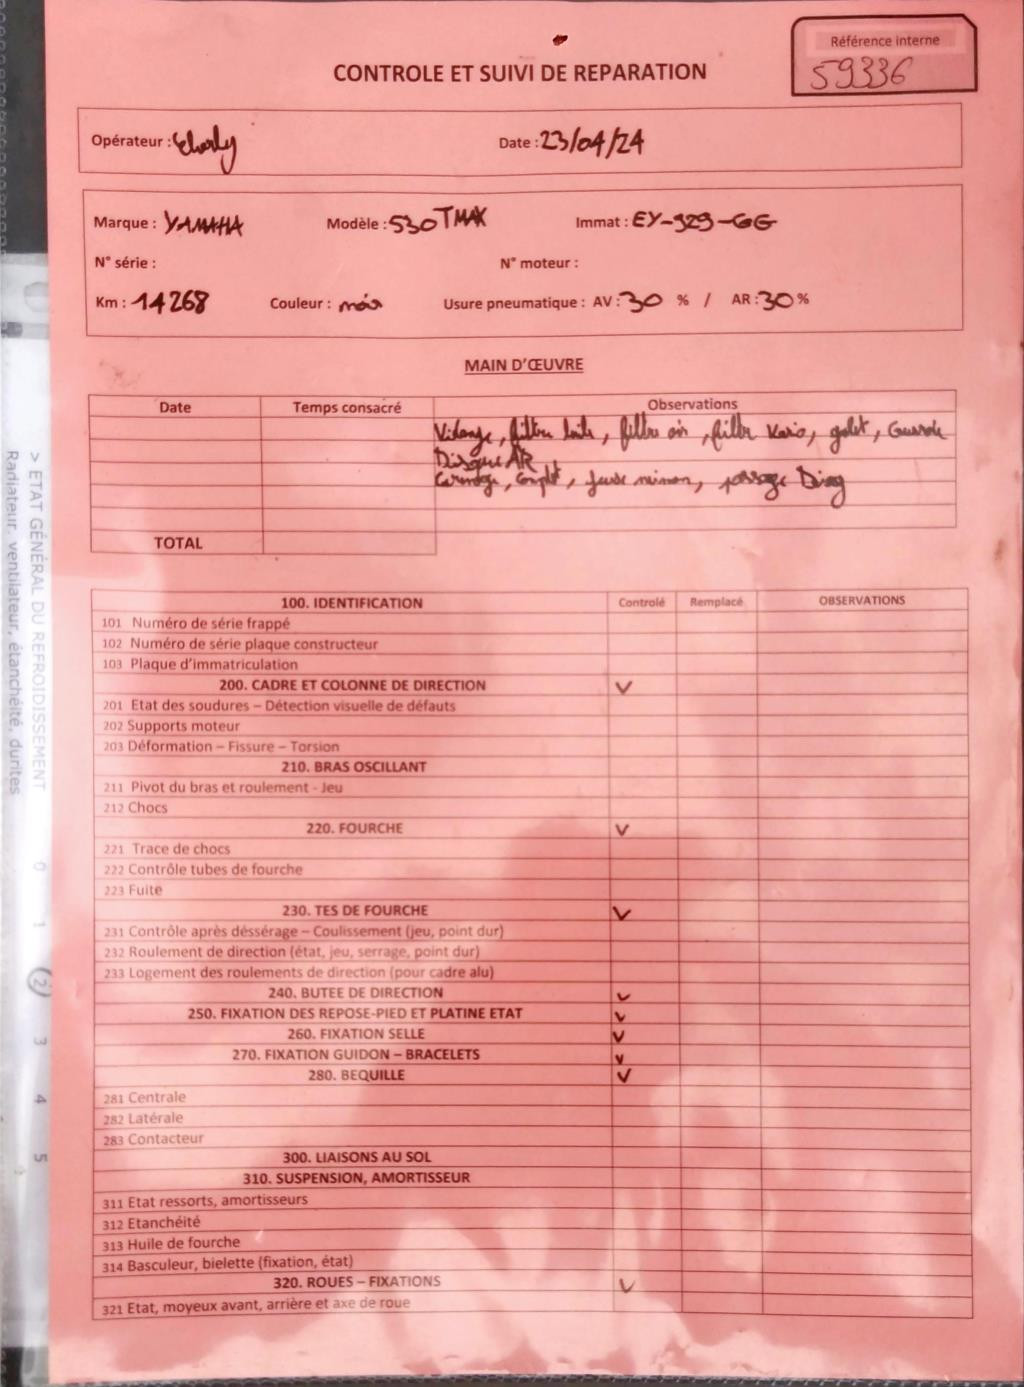 Référence interne
59336
CONTROLE ET SUIVI DE REPARATION
Opérateur : Charly Date : 23/04/24
Marque : YAMAHA Modèle : 530 TMAX Immat : EY-929-GG
N° série : N° moteur :
Km : 14268 Couleur : noir Usure pneumatique : AV : 30 % / AR : 30 %
MAIN D'ŒUVRE
Date Temps consacré Observations
Vidange, filtre huile, filtre air, filtre Kario, galet,
Disque AR
passage Diag
TOTAL
100. IDENTIFICATION Controlé Remplacé OBSERVATIONS
101 Numéro de série frappé
102 Numéro de série plaque constructeur
103 Plaque d'immatriculation
200. CADRE ET COLONNE DE DIRECTION V
201 Etat des soudures – Détection visuelle de défauts
202 Supports moteur
203 Déformation – Fissure – Torsion
210. BRAS OSCILLANT
211 Pivot du bras et roulement - Jeu
212 Chocs
220. FOURCHE V
221 Trace de chocs
222 Contrôle tubes de fourche
223 Fuite
230. TES DE FOURCHE V
231 Contrôle après déssérage – Coulissement (jeu, point dur)
232 Roulement de direction (état, jeu, serrage, point dur)
233 Logement des roulements de direction (pour cadre alu)
240. BUTEE DE DIRECTION V
250. FIXATION DES REPOSE-PIED ET PLATINE ETAT V
260. FIXATION SELLE V
270. FIXATION GUIDON – BRACELETS V
280. BEQUILLE V
281 Centrale
282 Latérale
283 Contacteur
300. LIAISONS AU SOL
310. SUSPENSION, AMORTISSEUR
311 Etat ressorts, amortisseurs
312 Etanchéité
313 Huile de fourche
314 Basculeur, bielette (fixation, état)
320. ROUES – FIXATIONS V
321 Etat, moyeux avant, arrière et axe de roue
> ETAT GÉNÉRAL DU REFROIDISSEMENT 0 1 2 3 4 5
Radiateur, ventilateur, étanchéité, durites